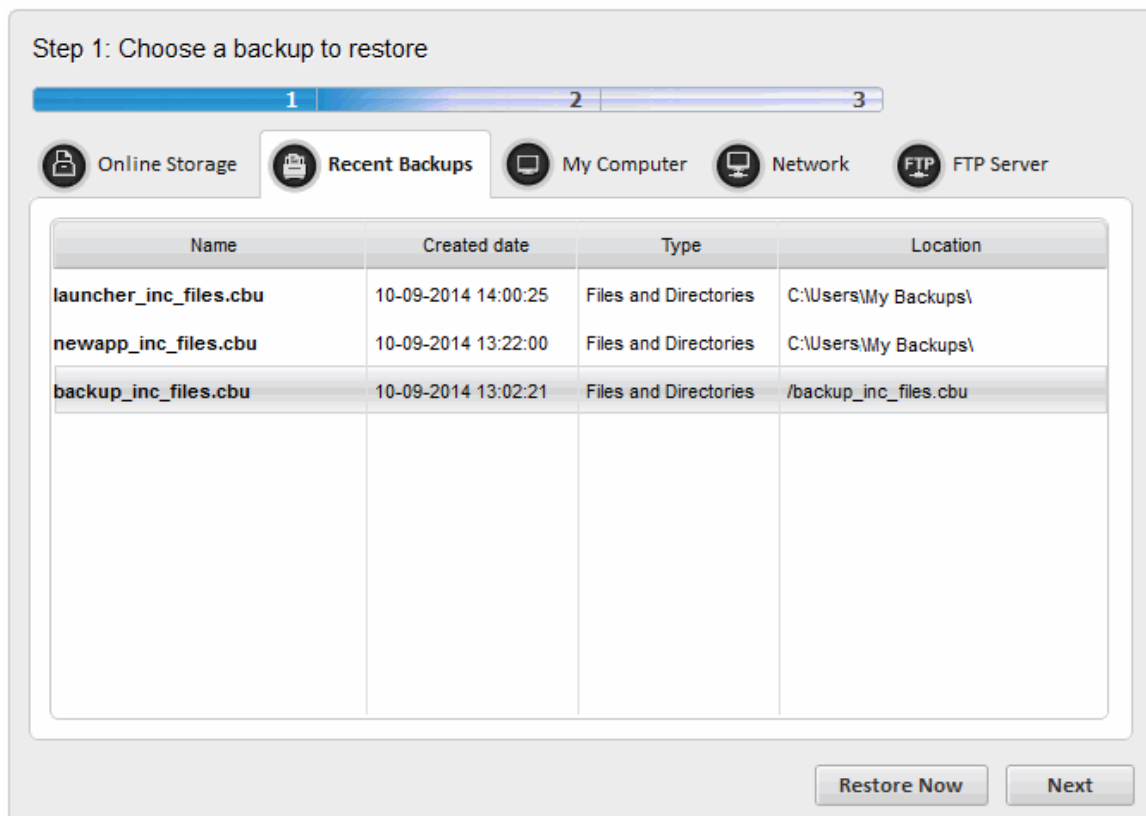 Step 1: Choose a backup to restore
1 2 3
Online Storage Recent Backups My Computer Network FTP FTP Server
Name Created date Type Location
launcher_inc_files.cbu 10-09-2014 14:00:25 Files and Directories C:\Users\My Backups\
newapp_inc_files.cbu 10-09-2014 13:22:00 Files and Directories C:\Users\My Backups\
backup_inc_files.cbu 10-09-2014 13:02:21 Files and Directories /backup_inc_files.cbu
Restore Now Next